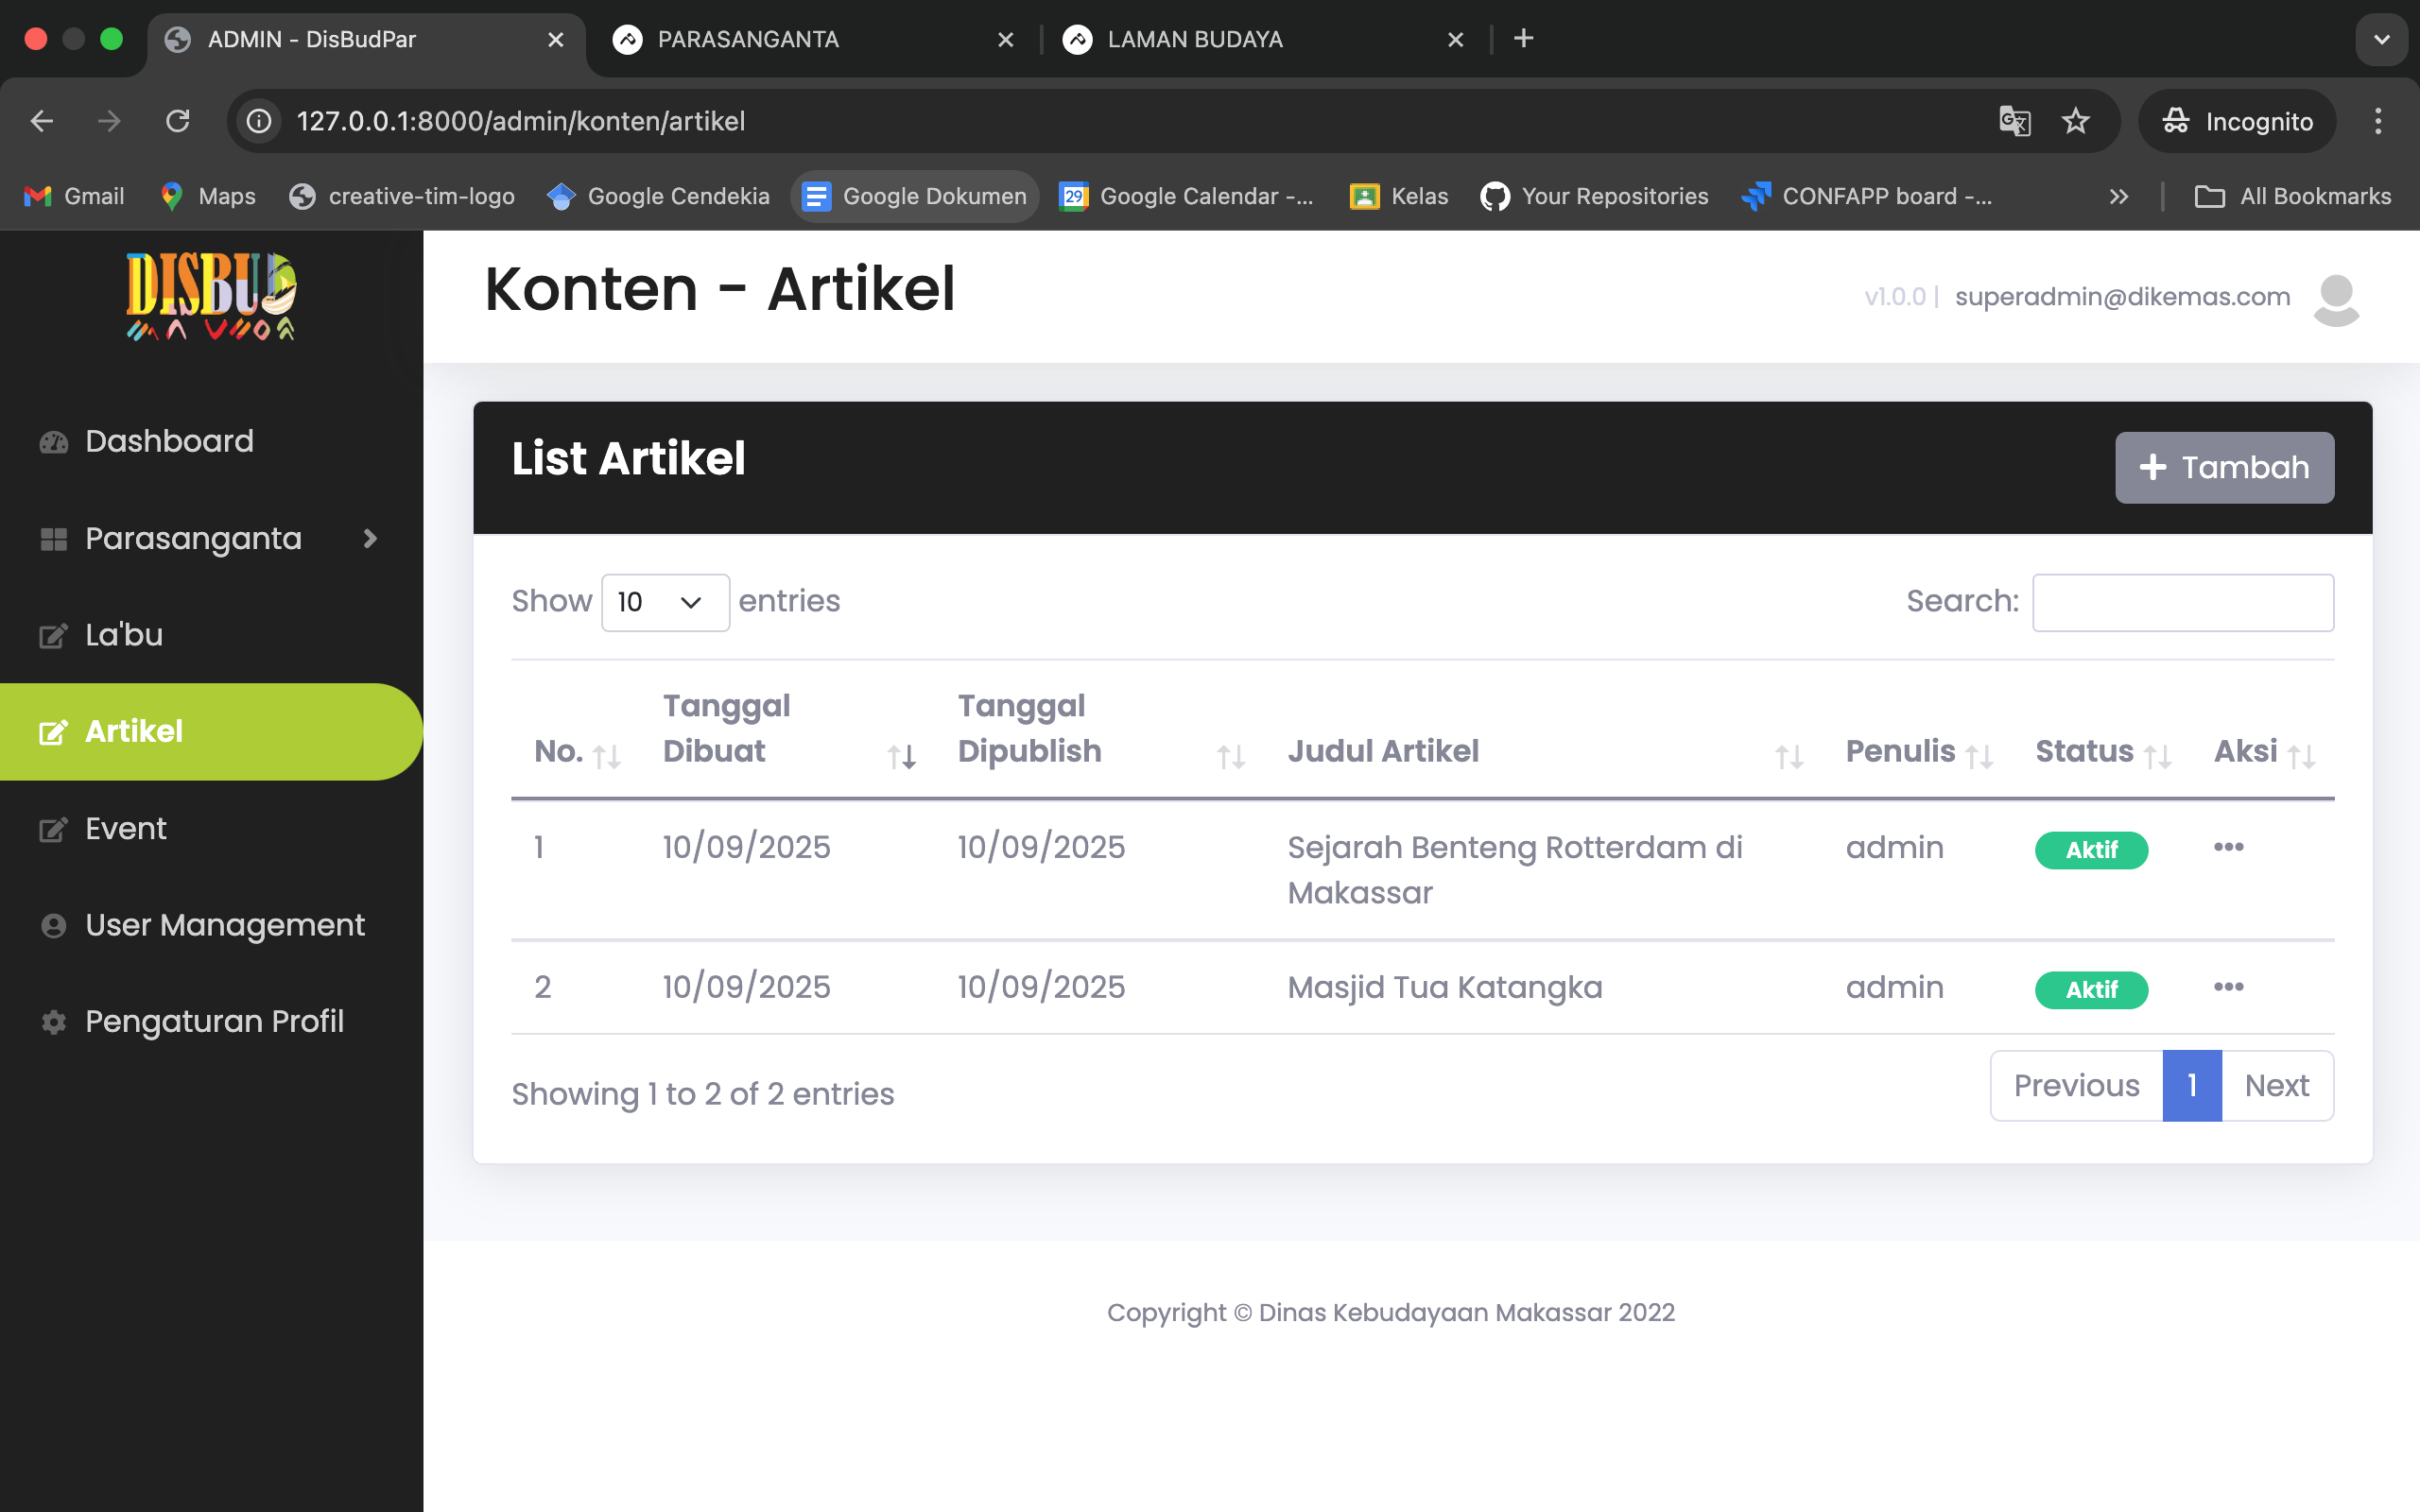 ADMIN - DisBudPar
PARASANGANTA
LAMAN BUDAYA
127.0.0.1:8000/admin/konten/artikel
Incognito
Gmail
Maps
creative-tim-logo
Google Cendekia
Google Dokumen
29
Google Calendar -...
Kelas
Your Repositories
CONFAPP board -...
All Bookmarks
DISBUD
Dashboard
Parasanganta
La'bu
Artikel
Event
User Management
Pengaturan Profil
Konten - Artikel
v1.0.0 | superadmin@dikemas.com
List Artikel
Tambah
Show 10 entries
Search:
No.
Tanggal
Dibuat
Tanggal
Dipublish
Judul Artikel
Penulis
Status
Aksi
1 10/09/2025 10/09/2025 Sejarah Benteng Rotterdam di admin Aktif
Makassar
2 10/09/2025 10/09/2025 Masjid Tua Katangka admin Aktif
Showing 1 to 2 of 2 entries
Previous 1 Next
Copyright © Dinas Kebudayaan Makassar 2022